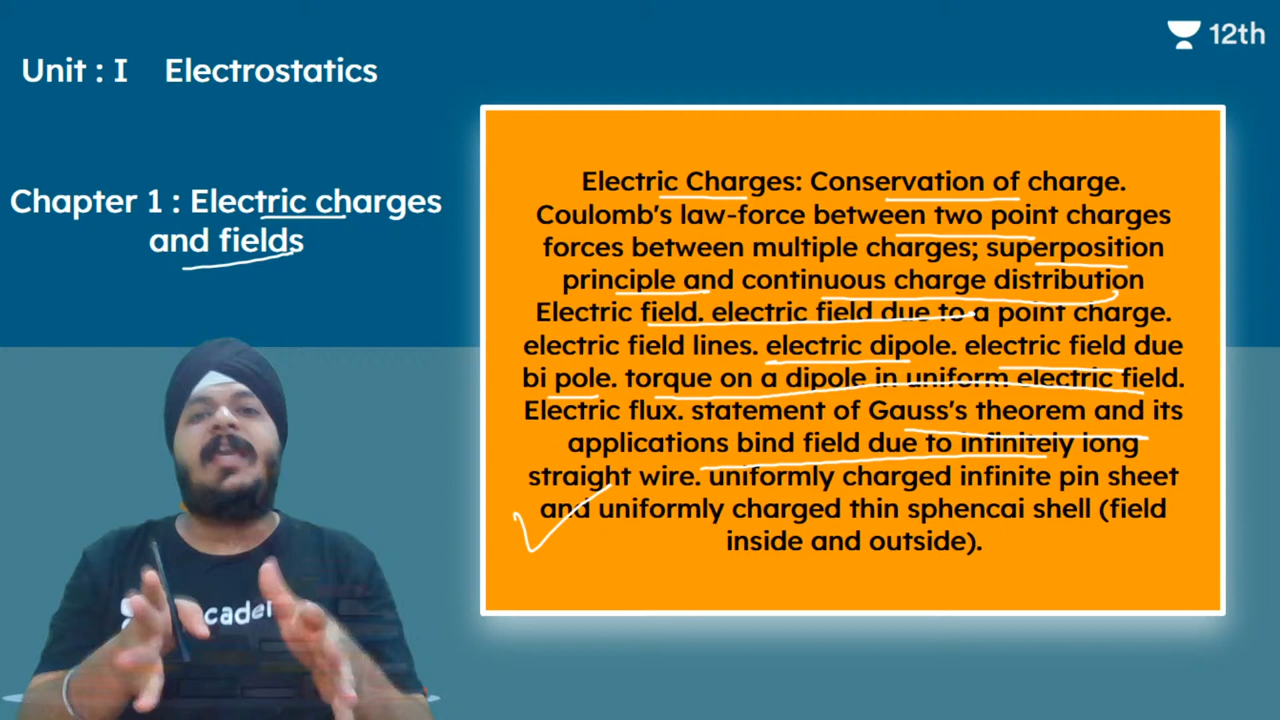 12th
Unit : I Electrostatics
Chapter 1 : Electric charges
and fields
Electric Charges: Conservation of charge.
Coulomb's law-force between two point charges
forces between multiple charges; superposition
principle and continuous charge distribution
Electric field. electric field due to a point charge.
electric field lines. electric dipole. electric field due
bi pole. torque on a dipole in uniform electric field.
Electric flux. statement of Gauss's theorem and its
applications bind field due to infinitely long
straight wire. uniformly charged infinite pin sheet
and uniformly charged thin sphencai shell (field
inside and outside).